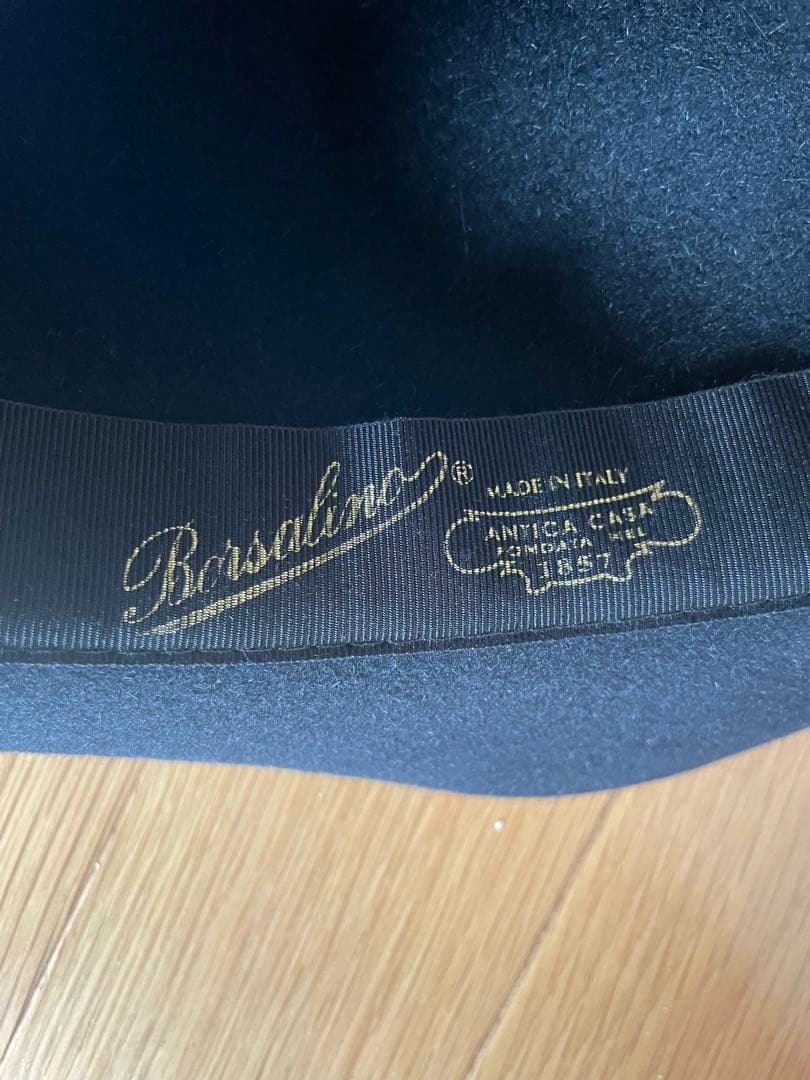 Borsalino®
MADE IN ITALY
ANTICA CASA
FONDATA NEL
1857